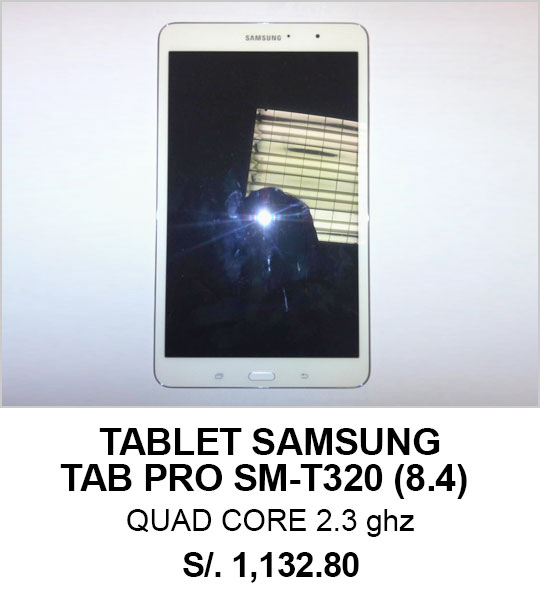 SAMSUNG
TABLET SAMSUNG
TAB PRO SM-T320 (8.4)
QUAD CORE 2.3 ghz
S/. 1,132.80